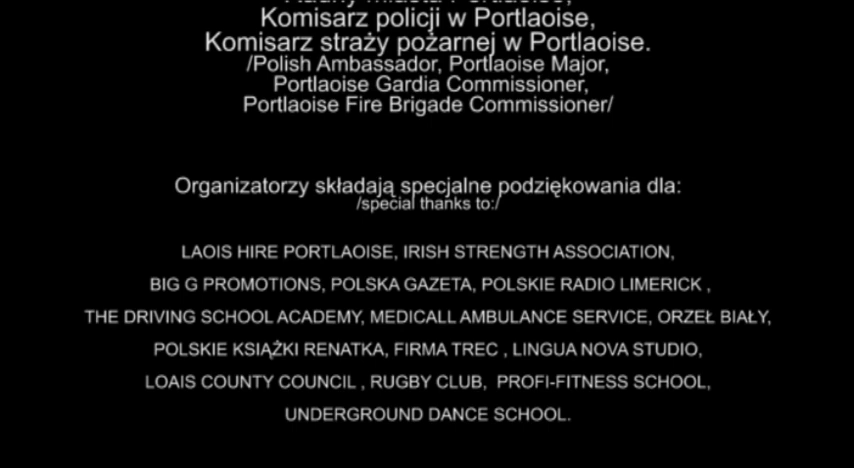 Komisarz policji w Portlaoise,
Komisarz straży pożarnej w Portlaoise.
/Polish Ambassador, Portlaoise Major,
Portlaoise Gardia Commissioner,
Portlaoise Fire Brigade Commissioner/
Organizatorzy składają specjalne podziękowania dla:
/special thanks to:/
LAOIS HIRE PORTLAOISE, IRISH STRENGTH ASSOCIATION,
BIG G PROMOTIONS, POLSKA GAZETA, POLSKIE RADIO LIMERICK ,
THE DRIVING SCHOOL ACADEMY, MEDICALL AMBULANCE SERVICE, ORZEŁ BIAŁY,
POLSKIE KSIĄŻKI RENATKA, FIRMA TREC , LINGUA NOVA STUDIO,
LOAIS COUNTY COUNCIL , RUGBY CLUB,  PROFI-FITNESS SCHOOL,
UNDERGROUND DANCE SCHOOL.